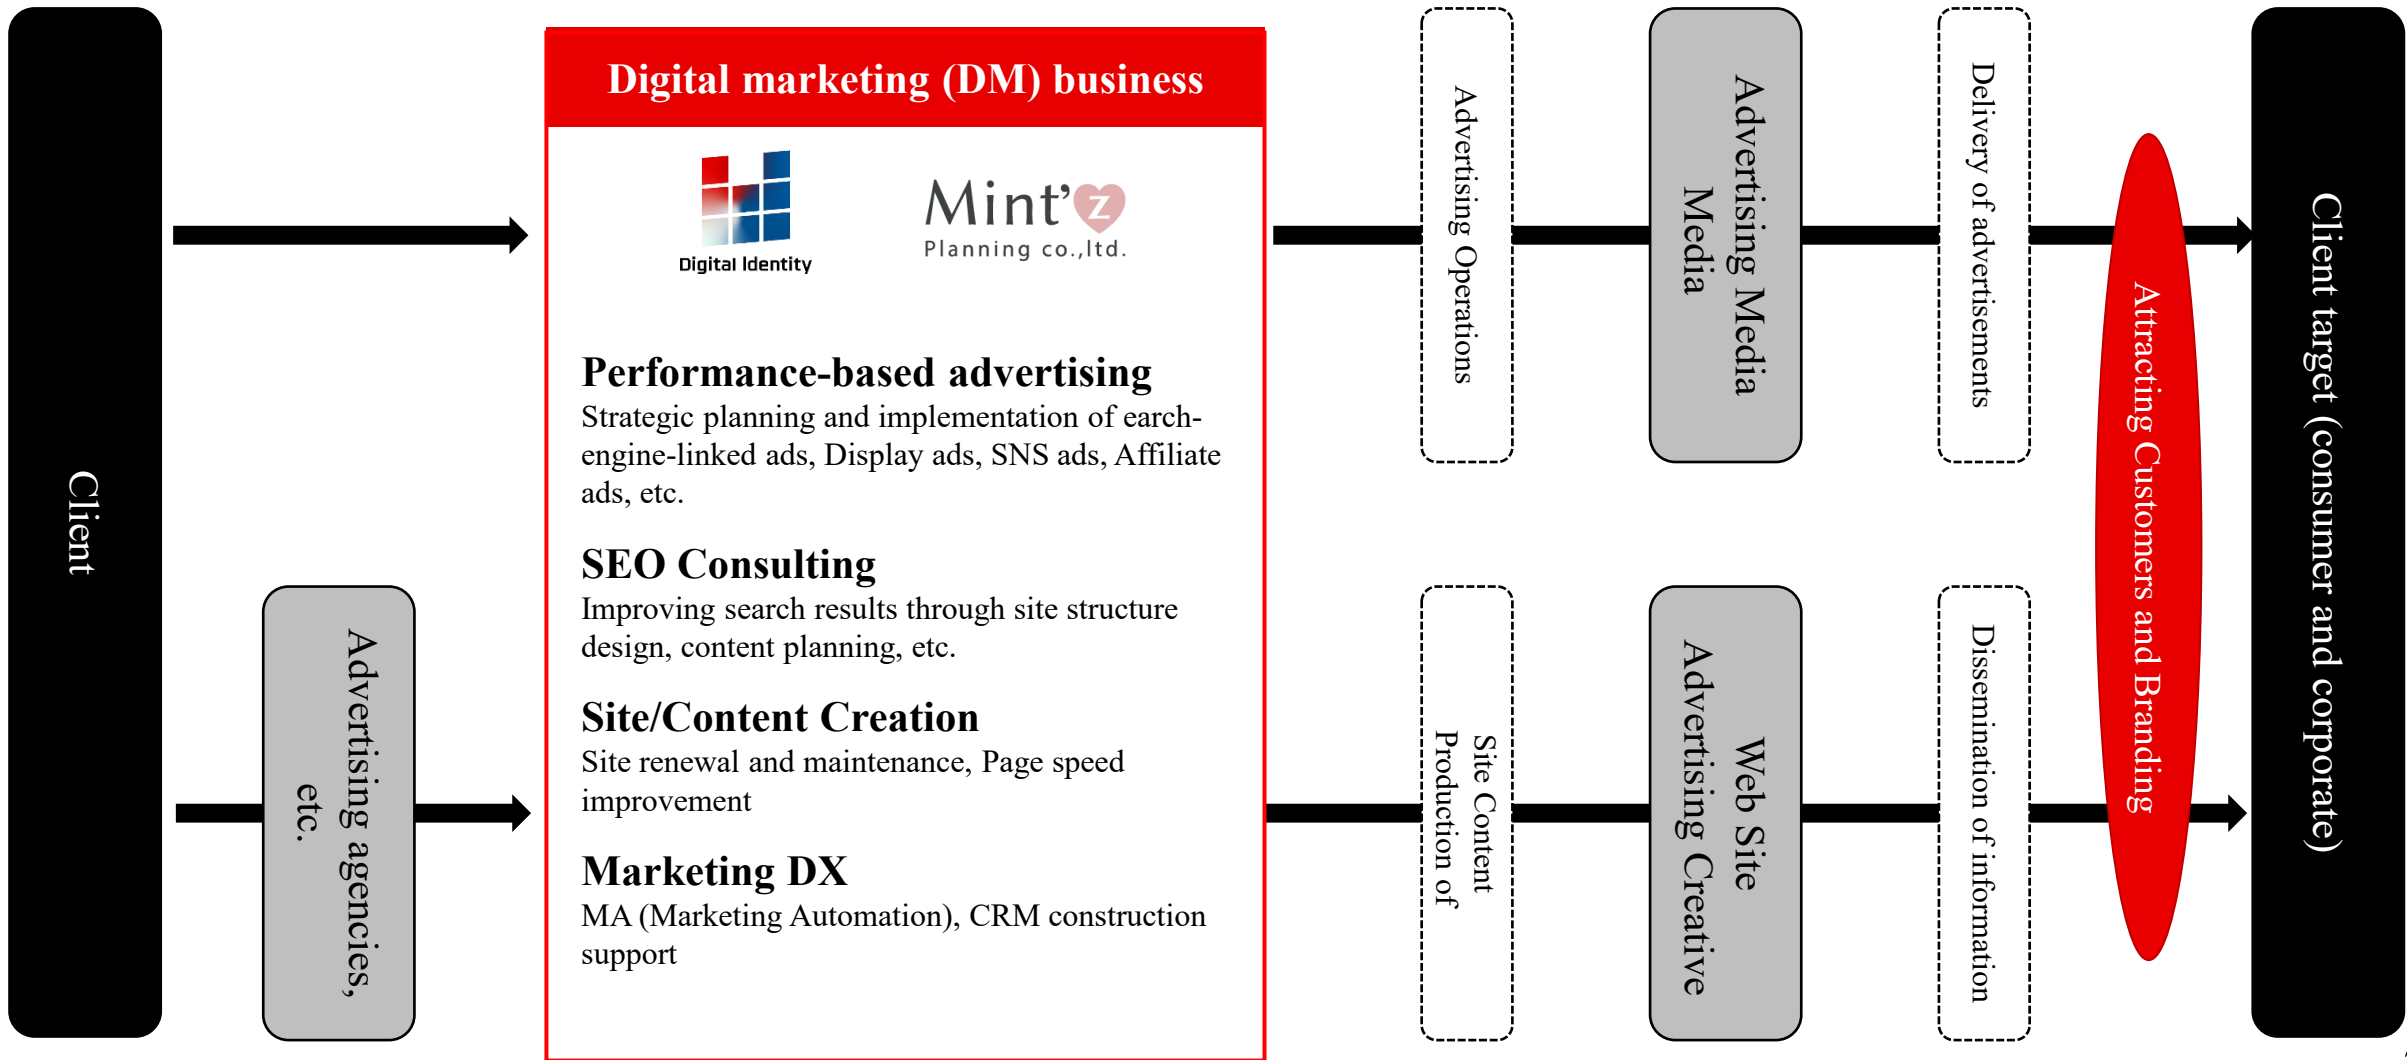 Client
Advertising agencies,
etc.
Digital marketing (DM) business
Digital Identity
Mint'z
Planning co.,ltd.
Performance-based advertising
Strategic planning and implementation of earch-
engine-linked ads, Display ads, SNS ads, Affiliate
ads, etc.
SEO Consulting
Improving search results through site structure
design, content planning, etc.
Site/Content Creation
Site renewal and maintenance, Page speed
improvement
Marketing DX
MA (Marketing Automation), CRM construction
support
Advertising Operations
Advertising Media
Media
Delivery of advertisements
Site Content
Production of
Web Site
Advertising Creative
Dissemination of information
Attracting Customers and Branding
Client target (consumer and corporate)